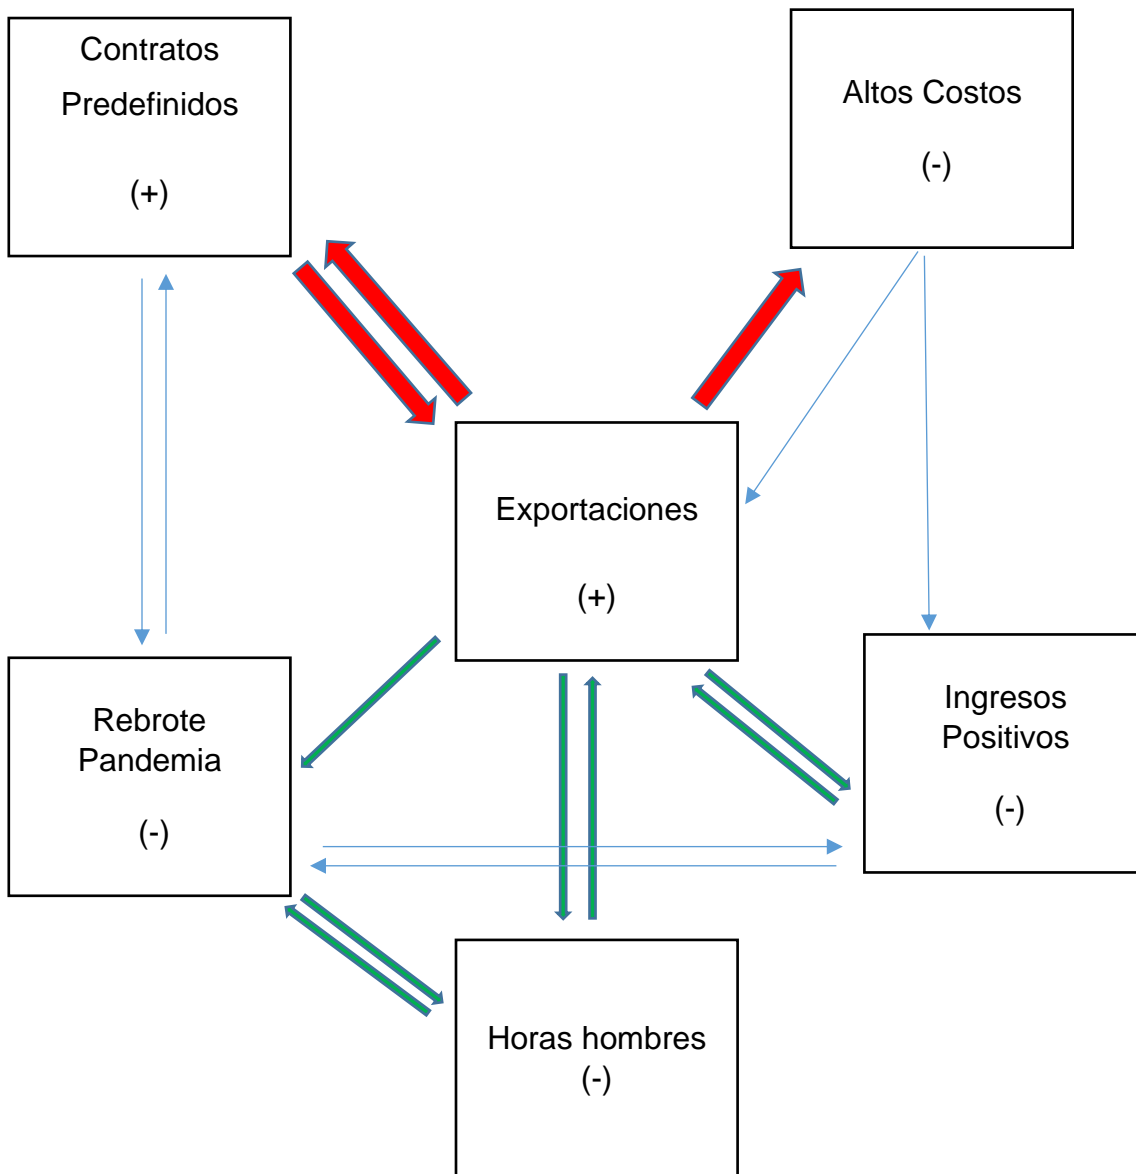 Contratos
Predefinidos
(+)
Altos Costos
(-)
Exportaciones
(+)
Rebrote
Pandemia
(-)
Ingresos
Positivos
(-)
Horas hombres
(-)